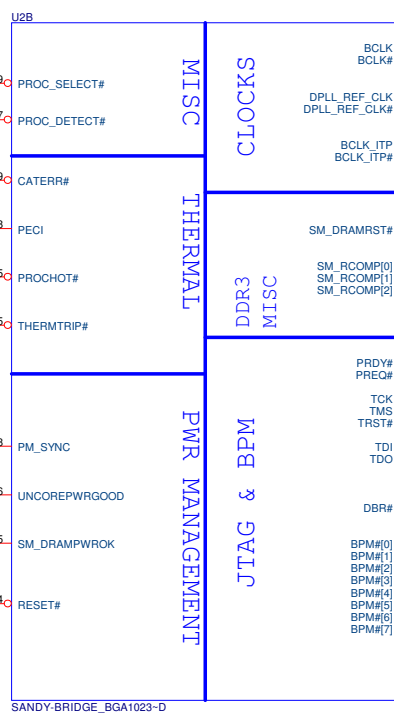 U2B
PROC_SELECT#
PROC_DETECT#
MISC
CATERR#
PECI
PROCHOT#
THERMTRIP#
THERMAL
PM_SYNC
UNCOREPWRGOOD
SM_DRAMPWROK
RESET#
PWR MANAGEMENT
CLOCKS
BCLK
BCLK#
DPLL_REF_CLK
DPLL_REF_CLK#
BCLK_ITP
BCLK_ITP#
DDR3
MISC
SM_DRAMRST#
SM_RCOMP[0]
SM_RCOMP[1]
SM_RCOMP[2]
JTAG & BPM
PRDY#
PREQ#
TCK
TMS
TRST#
TDI
TDO
DBR#
BPM#[0]
BPM#[1]
BPM#[2]
BPM#[3]
BPM#[4]
BPM#[5]
BPM#[6]
BPM#[7]
SANDY-BRIDGE_BGA1023~D